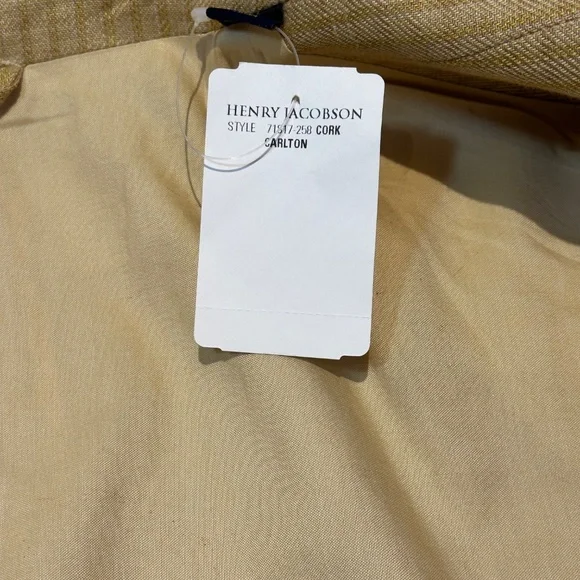 HENRY JACOBSON
STYLE 71517-258 CORK
CARLTON